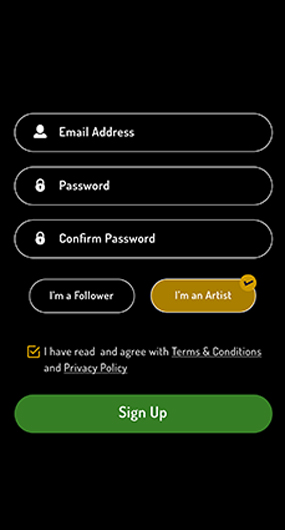 Email Address
Password
Confirm Password
I'm a Follower
I'm an Artist
I have read and agree with Terms & Conditions
and Privacy Policy
Sign Up